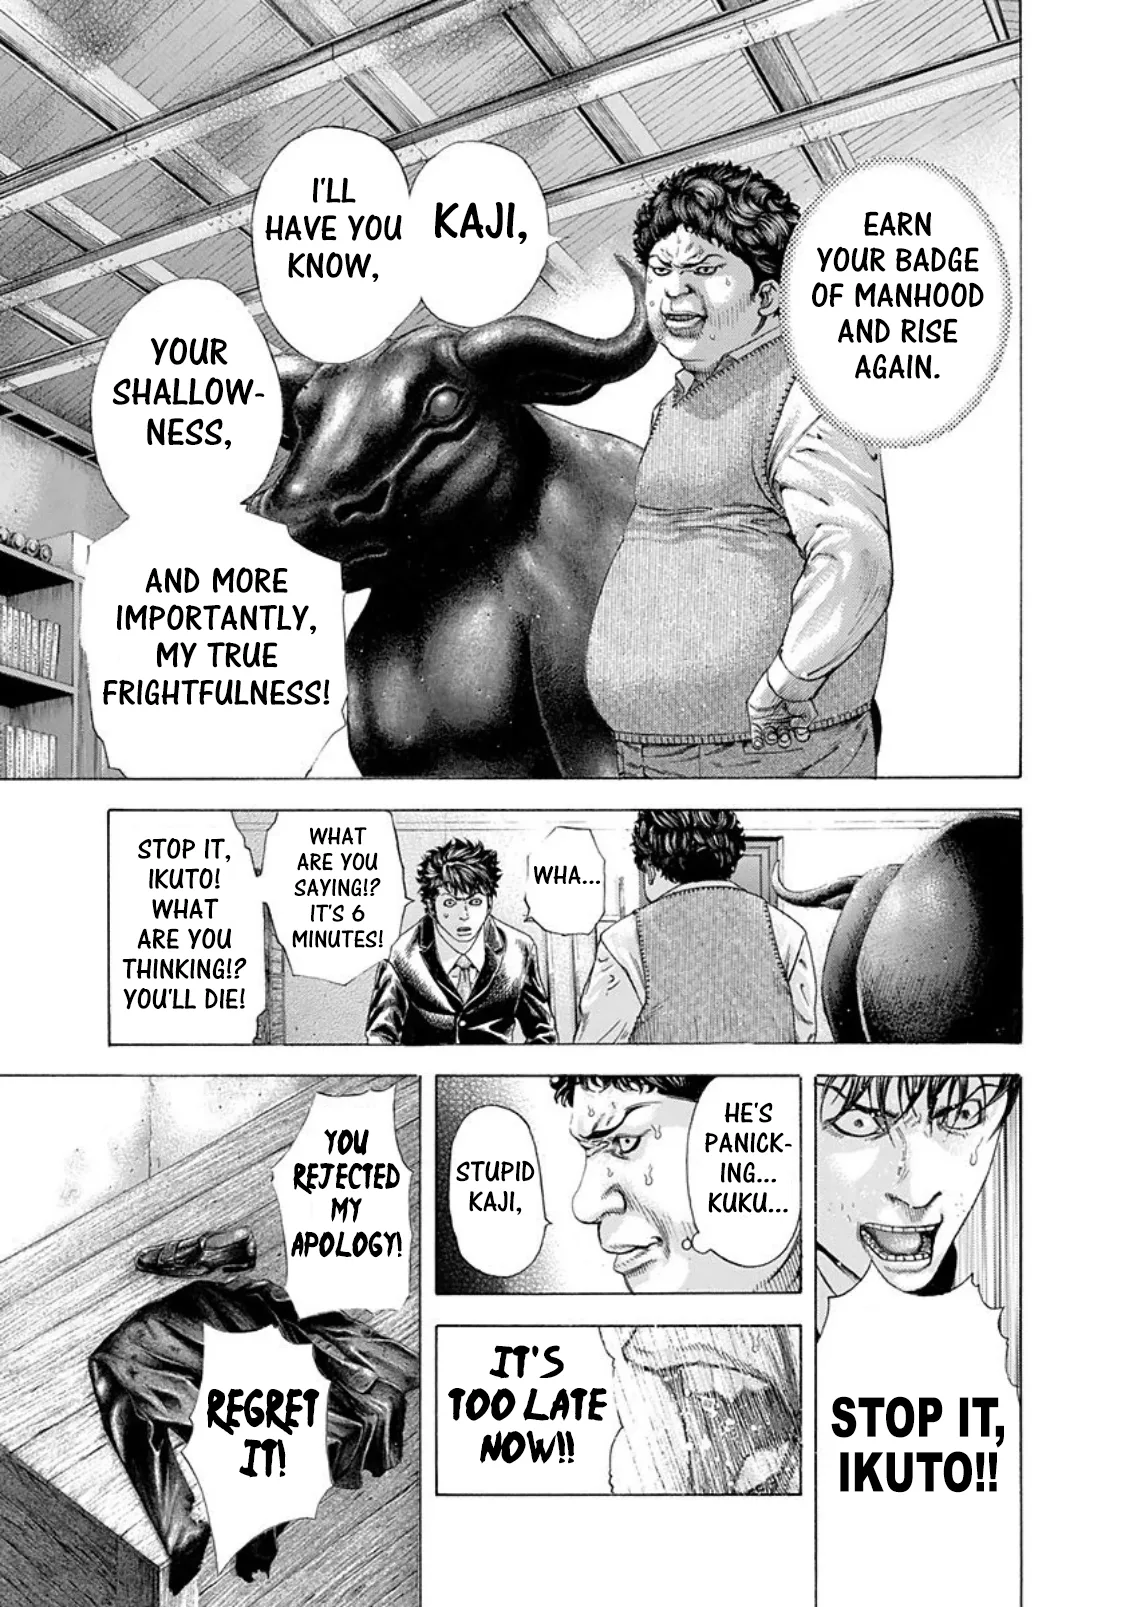 EARN
YOUR BADGE
OF MANHOOD
AND RISE
AGAIN.
KAJI,
I'LL
HAVE YOU
KNOW,
YOUR
SHALLOW-
NESS,
AND MORE
IMPORTANTLY,
MY TRUE
FRIGHTFULNESS!
WHA...
WHAT
ARE YOU
SAYING!?
IT'S 6
MINUTES!
STOP IT,
IKUTO!
WHAT
ARE YOU
THINKING!?
YOU'LL DIE!
STOP IT,
IKUTO!!
HE'S
PANICK-
ING...
KUKU...
STUPID
KAJI,
IT'S
TOO LATE
NOW!!
YOU
REJECTED
MY
APOLOGY!
REGRET
IT!